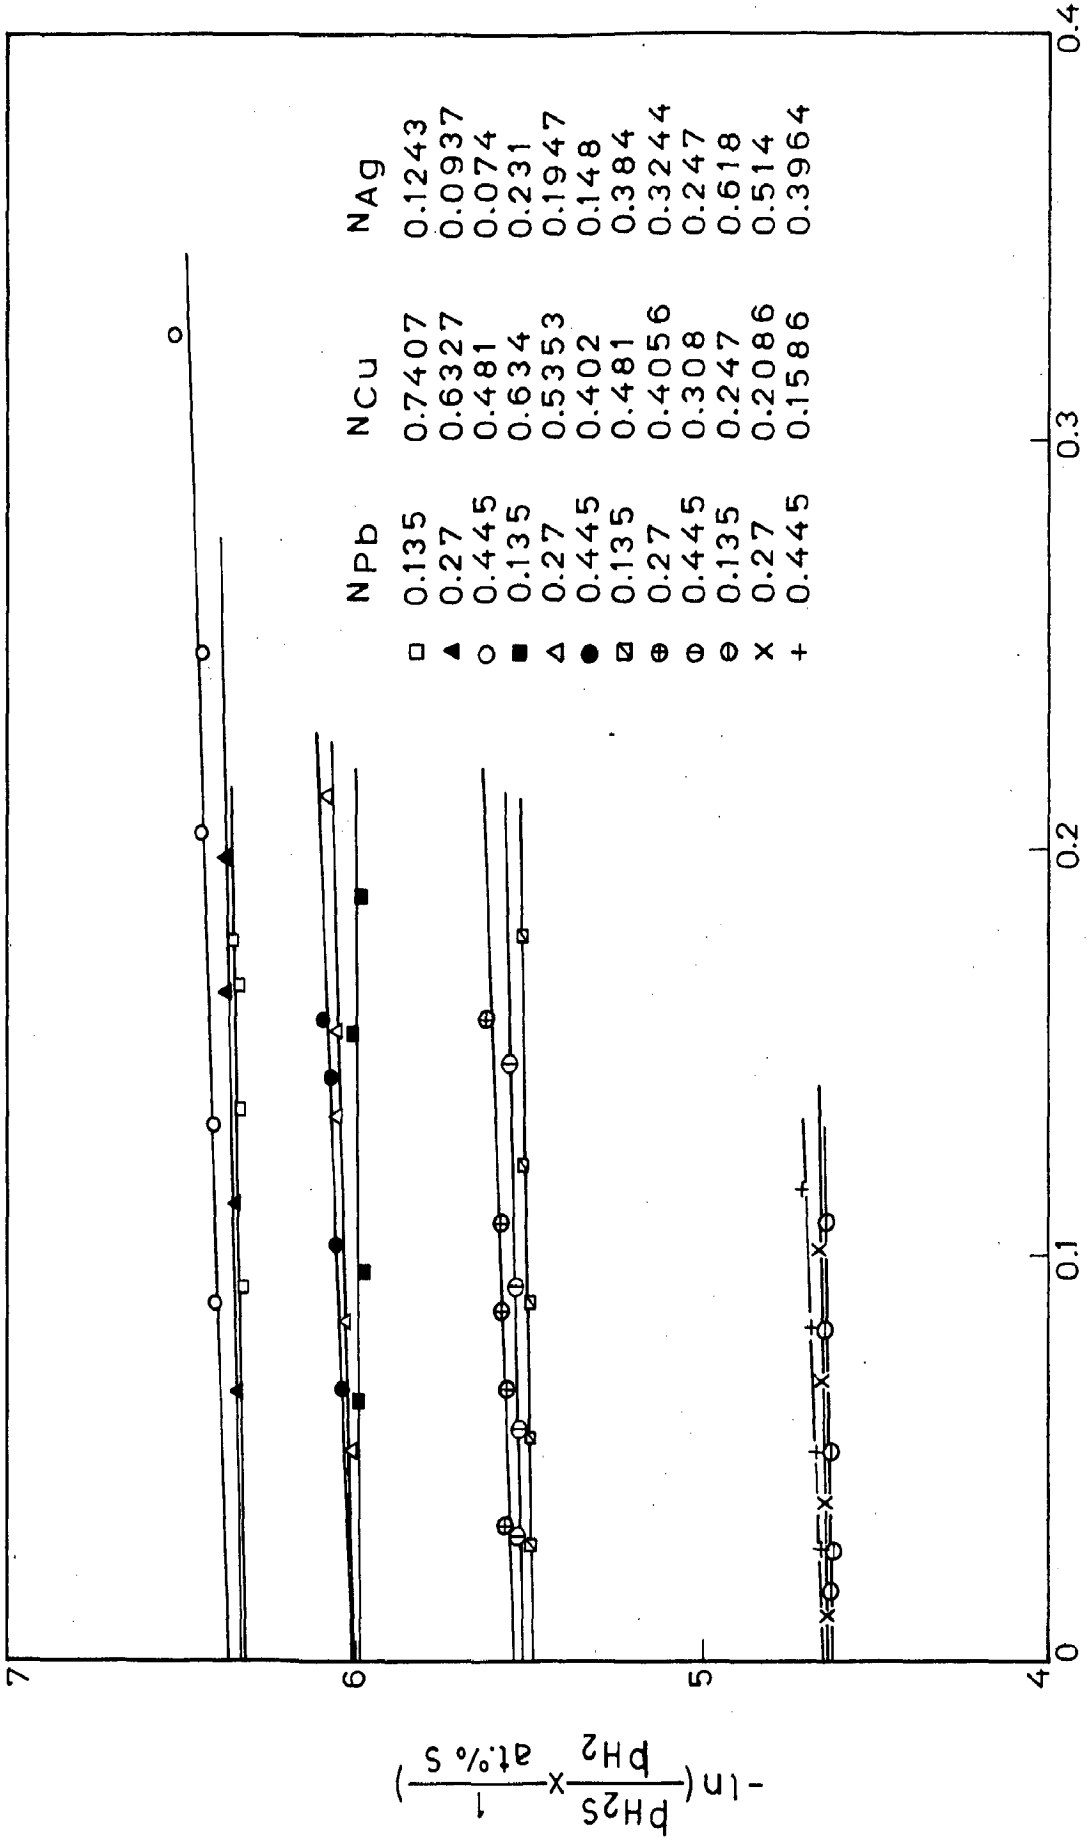 -ln(pH2S/pH2 x 1/at.% S)
7
6
5
4
0
0.1
0.2
0.3
0.4
NPb NCu NAg
□ 0.135 0.7407 0.1243
▲ 0.27 0.6327 0.0937
○ 0.445 0.481 0.074
■ 0.135 0.634 0.231
△ 0.27 0.5353 0.1947
● 0.445 0.402 0.148
⧄ 0.135 0.481 0.384
⊕ 0.27 0.4056 0.3244
⦶ 0.445 0.308 0.247
⊖ 0.135 0.247 0.618
x 0.27 0.2086 0.514
+ 0.445 0.1586 0.3964